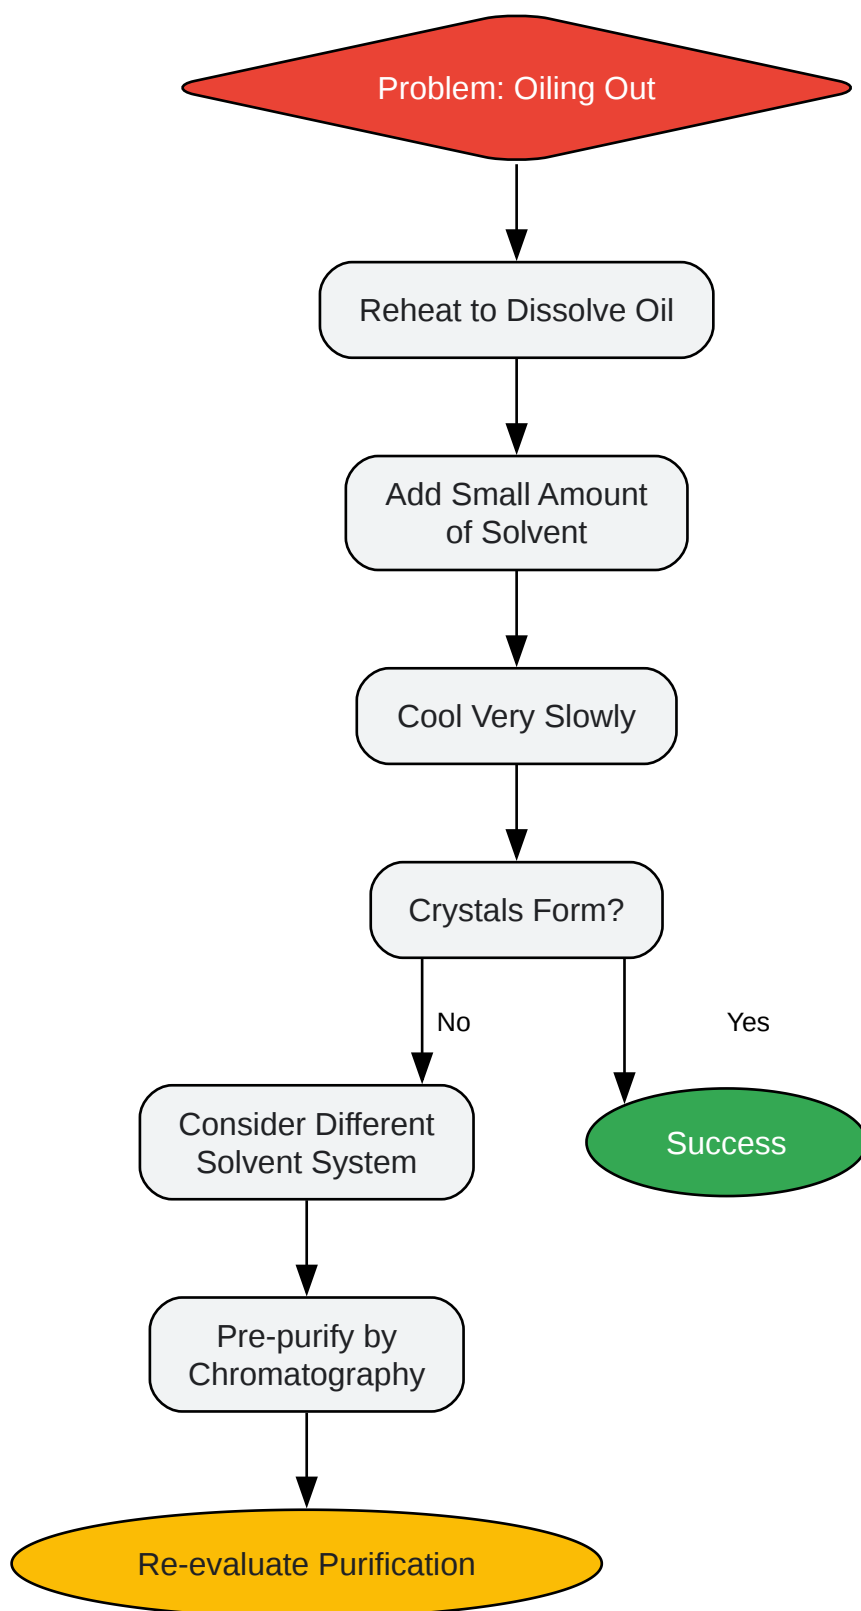 Problem: Oiling Out
Reheat to Dissolve Oil
Add Small Amount
of Solvent
Cool Very Slowly
Crystals Form?
No
Yes
Consider Different
Solvent System
Success
Pre-purify by
Chromatography
Re-evaluate Purification